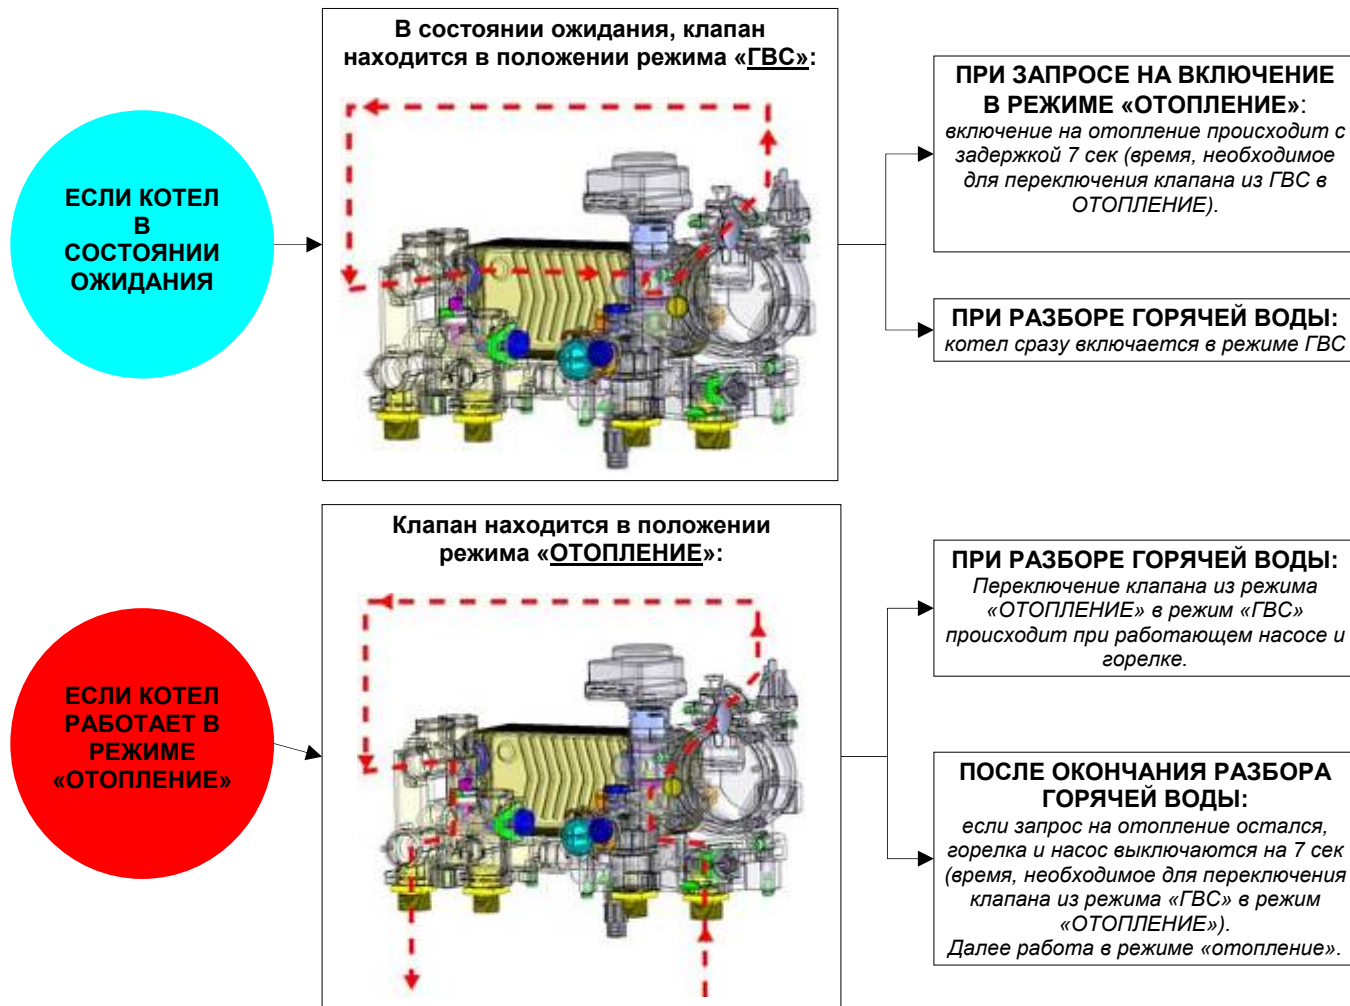 ЕСЛИ КОТЕЛ
В
СОСТОЯНИИ
ОЖИДАНИЯ
В состоянии ожидания, клапан
находится в положении режима «ГВС»:
ПРИ ЗАПРОСЕ НА ВКЛЮЧЕНИЕ
В РЕЖИМЕ «ОТОПЛЕНИЕ»:
включение на отопление происходит с
задержкой 7 сек (время, необходимое
для переключения клапана из ГВС в
ОТОПЛЕНИЕ).
ПРИ РАЗБОРЕ ГОРЯЧЕЙ ВОДЫ:
котел сразу включается в режиме ГВС
ЕСЛИ КОТЕЛ
РАБОТАЕТ В
РЕЖИМЕ
«ОТОПЛЕНИЕ»
Клапан находится в положении
режима «ОТОПЛЕНИЕ»:
ПРИ РАЗБОРЕ ГОРЯЧЕЙ ВОДЫ:
Переключение клапана из режима
«ОТОПЛЕНИЕ» в режим «ГВС»
происходит при работающем насосе и
горелке.
ПОСЛЕ ОКОНЧАНИЯ РАЗБОРА
ГОРЯЧЕЙ ВОДЫ:
если запрос на отопление остался,
горелка и насос выключаются на 7 сек
(время, необходимое для переключения
клапана из режима «ГВС» в режим
«ОТОПЛЕНИЕ»).
Далее работа в режиме «отопление».